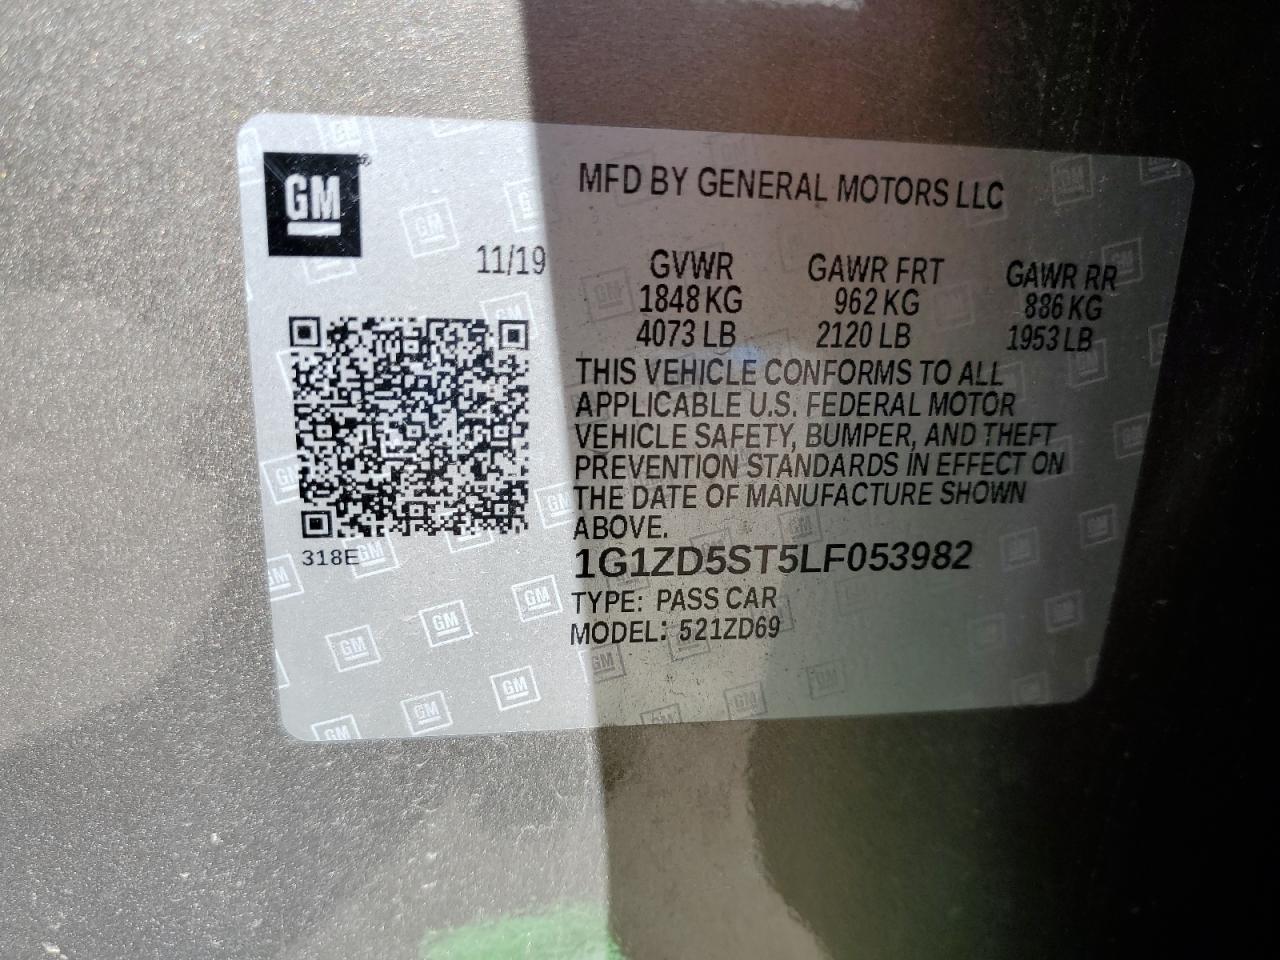 GM
MFD BY GENERAL MOTORS LLC
11/19
GVWR GAWR FRT GAWR RR
1848 KG 962 KG 886 KG
4073 LB 2120 LB 1953 LB
THIS VEHICLE CONFORMS TO ALL
APPLICABLE U.S. FEDERAL MOTOR
VEHICLE SAFETY, BUMPER, AND THEFT
PREVENTION STANDARDS IN EFFECT ON
THE DATE OF MANUFACTURE SHOWN
ABOVE.
318E
1G1ZD5ST5LF053982
TYPE: PASS CAR
MODEL: 521ZD69